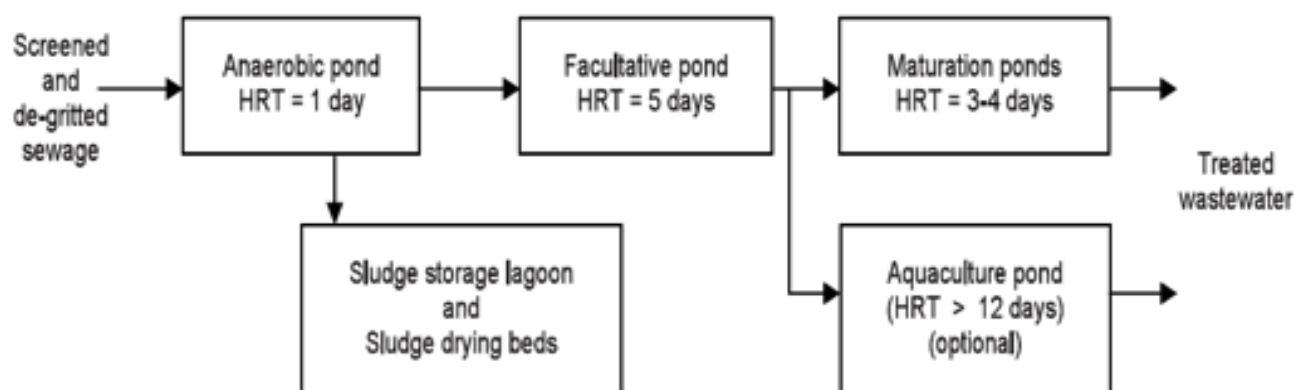 Screened
and
de-gritted
sewage
Anaerobic pond
HRT = 1 day
Facultative pond
HRT = 5 days
Maturation ponds
HRT = 3-4 days
Sludge storage lagoon
and
Sludge drying beds
Aquaculture pond
(HRT > 12 days)
(optional)
Treated
wastewater